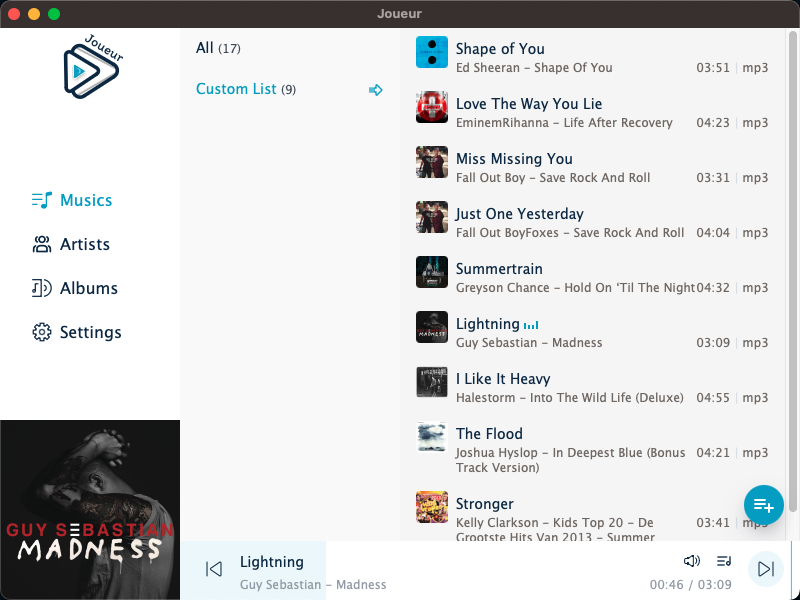 Joueur
Joueur
Musics
Artists
Albums
Settings
GUY SEBASTIAN
MADNESS
All (17)
Custom List (9)
Shape of You
Ed Sheeran – Shape Of You 03:51 mp3
Love The Way You Lie
EminemRihanna – Life After Recovery 04:23 mp3
Miss Missing You
Fall Out Boy – Save Rock And Roll 03:31 mp3
Just One Yesterday
Fall Out BoyFoxes – Save Rock And Roll 04:04 mp3
Summertrain
Greyson Chance – Hold On ‘Til The Night 04:32 mp3
Lightning
Guy Sebastian – Madness 03:09 mp3
I Like It Heavy
Halestorm – Into The Wild Life (Deluxe) 04:55 mp3
The Flood
Joshua Hyslop – In Deepest Blue (Bonus 04:21 mp3
Track Version)
Stronger
Kelly Clarkson – Kids Top 20 – De 03:41 mp3
Grootste Hits Van 2013 – Summer
Lightning
Guy Sebastian – Madness
00:46 / 03:09